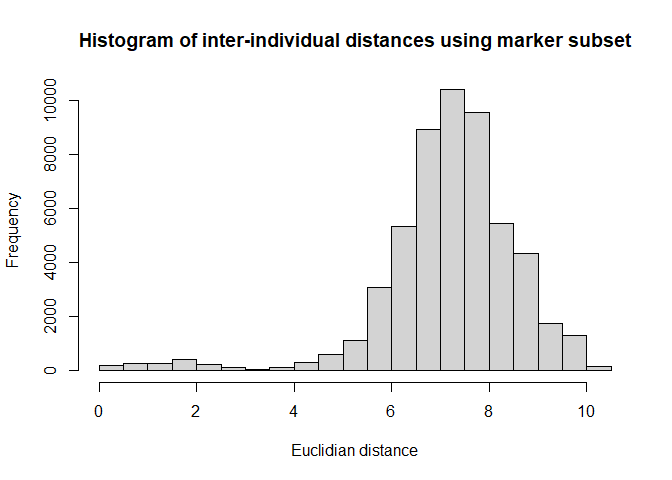 Histogram of inter-individual distances using marker subset
Frequency
10000
8000
6000
4000
2000
0
0 2 4 6 8 10
Euclidian distance